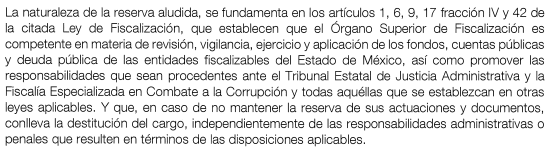 La naturaleza de la reserva aludida, se fundamenta en los artículos 1, 6, 9, 17 fracción IV y 42 de
la citada Ley de Fiscalización, que establecen que el Órgano Superior de Fiscalización es
competente en materia de revisión, vigilancia, ejercicio y aplicación de los fondos, cuentas públicas
y deuda pública de las entidades fiscalizables del Estado de México, así como promover las
responsabilidades que sean procedentes ante el Tribunal Estatal de Justicia Administrativa y la
Fiscalía Especializada en Combate a la Corrupción y todas aquéllas que se establezcan en otras
leyes aplicables. Y que, en caso de no mantener la reserva de sus actuaciones y documentos,
conlleva la destitución del cargo, independientemente de las responsabilidades administrativas o
penales que resulten en términos de las disposiciones aplicables.